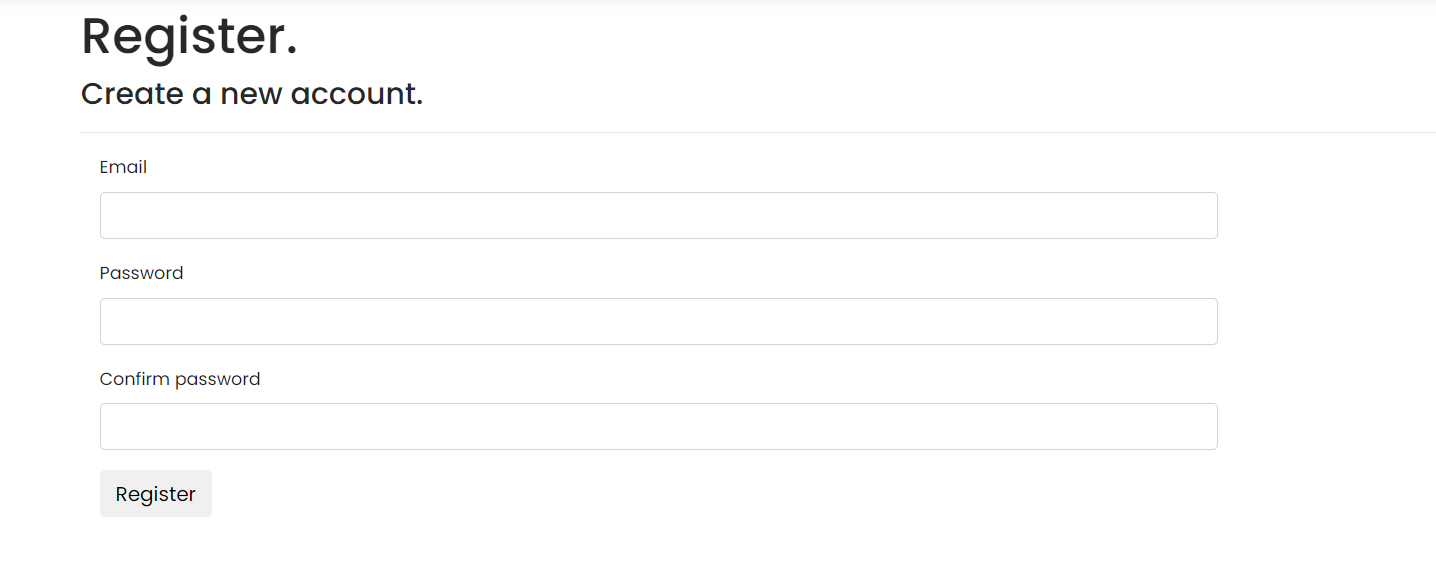 Register.
Create a new account.
Email
Password
Confirm password
Register